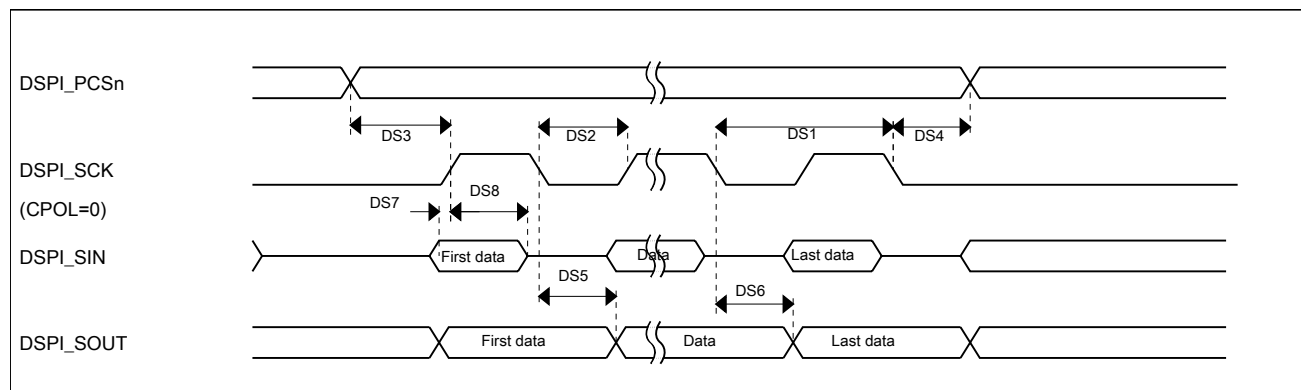 DSPI_PCSn
DS3
DS2
DS1
DS4
DSPI_SCK
(CPOL=0)
DS7
DS8
DSPI_SIN
First data
Data
Last data
DS5
DS6
DSPI_SOUT
First data
Data
Last data